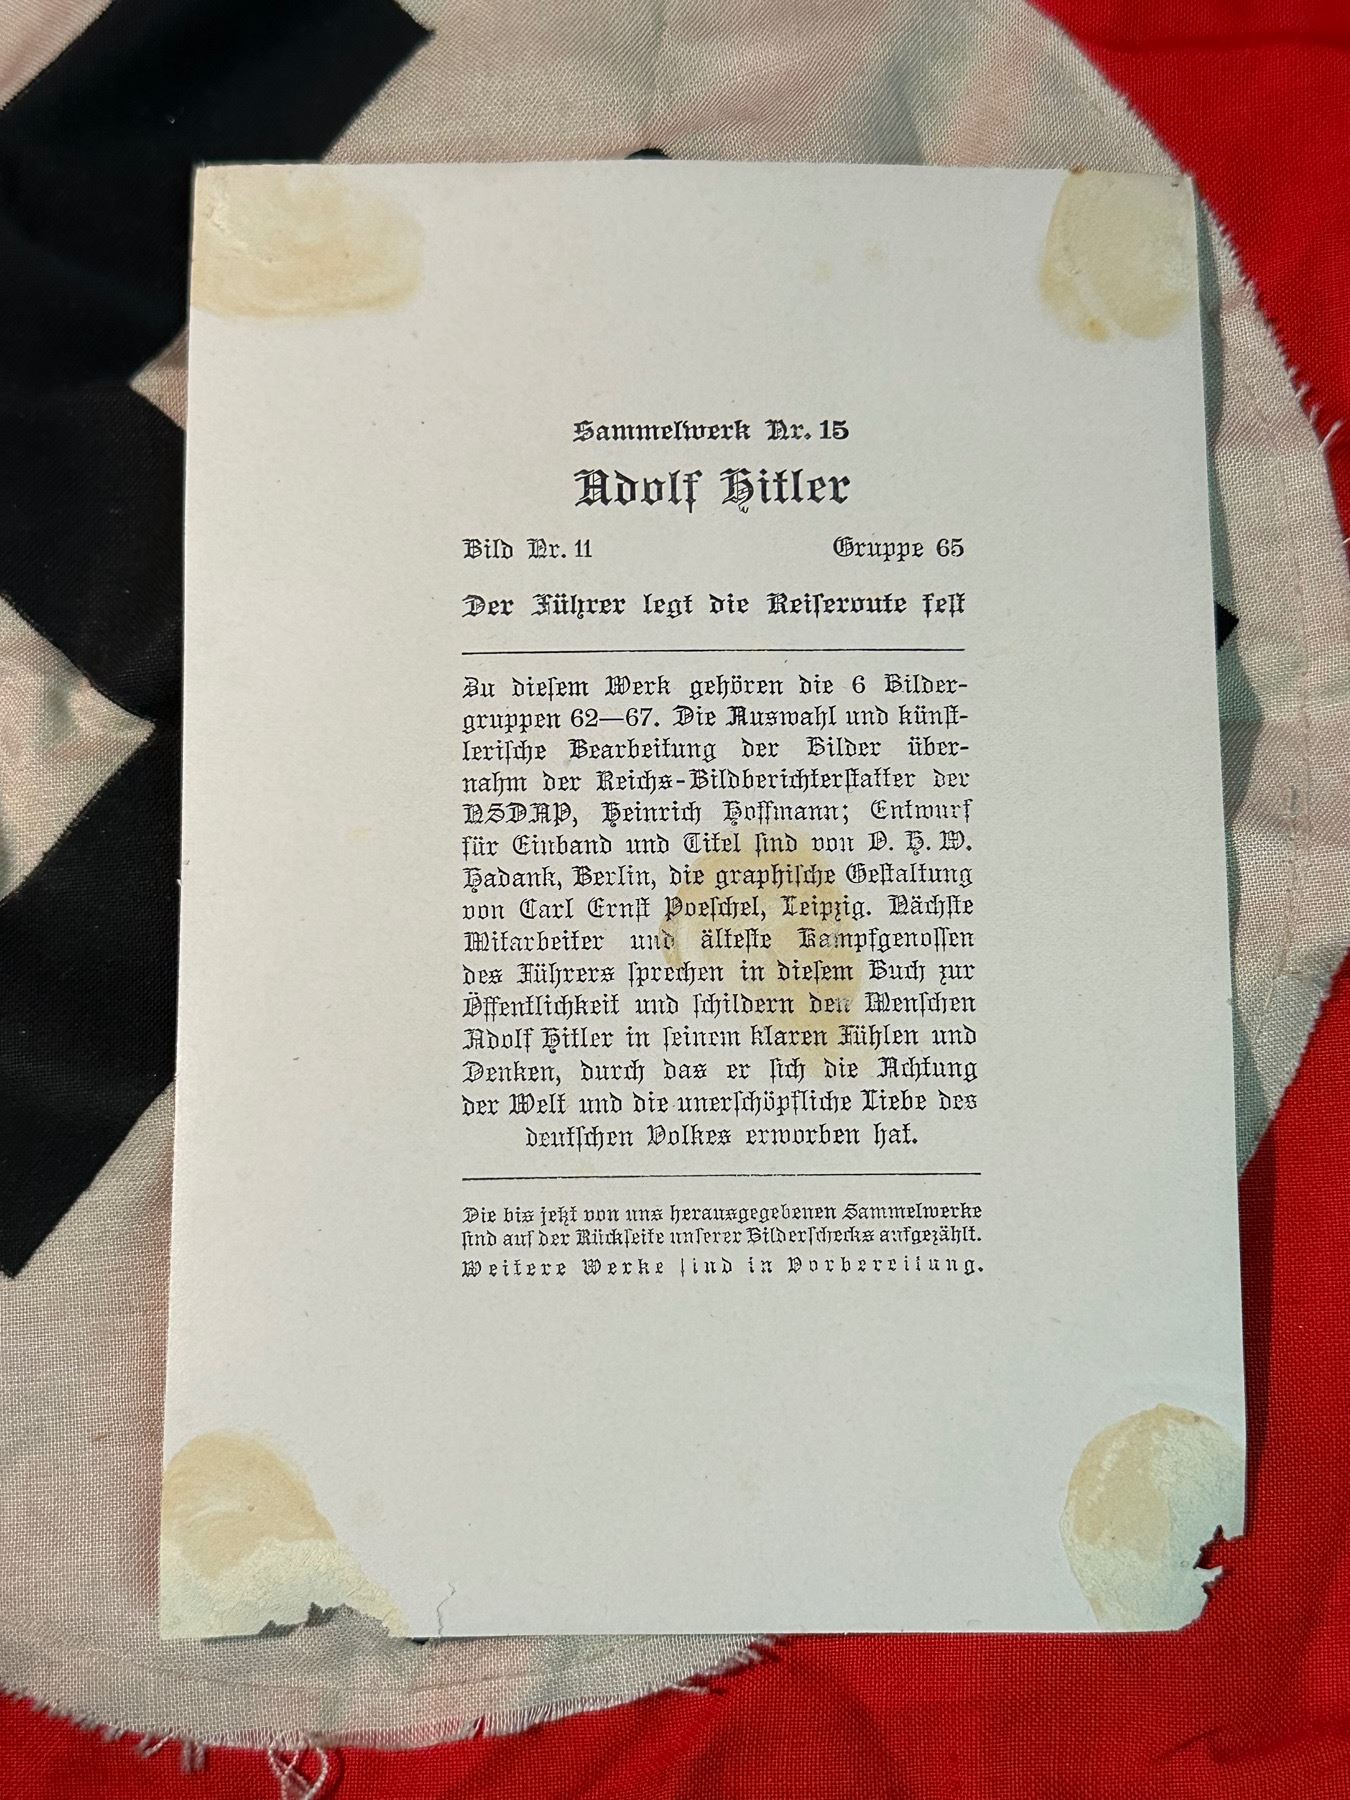 Sammelwerk Nr. 15
Adolf Hitler
Bild Nr. 11 Gruppe 65
Der Führer legt die Reiseroute fest
Zu diesem Werk gehören die 6 Bilder-
gruppen 62—67. Die Auswahl und künst-
lerische Bearbeitung der Bilder über-
nahm der Reichs-Bildberichterstatter der
NSDAP, Heinrich Hoffmann; Entwurf
für Einband und Titel sind von O. H. W.
Hadank, Berlin, die graphische Gestaltung
von Carl Ernst Poeschel, Leipzig. Nächste
Mitarbeiter und älteste Kampfgenossen
des Führers sprechen in diesem Buch zur
Öffentlichkeit und schildern den Menschen
Adolf Hitler in seinem klaren Fühlen und
Denken, durch das er sich die Achtung
der Welt und die unerschöpfliche Liebe des
deutschen Volkes erworben hat.
Die bis jetzt von uns herausgegebenen Sammelwerke
sind auf der Rückseite unserer Bilderschecks aufgezählt.
Weitere Werke sind in Vorbereitung.